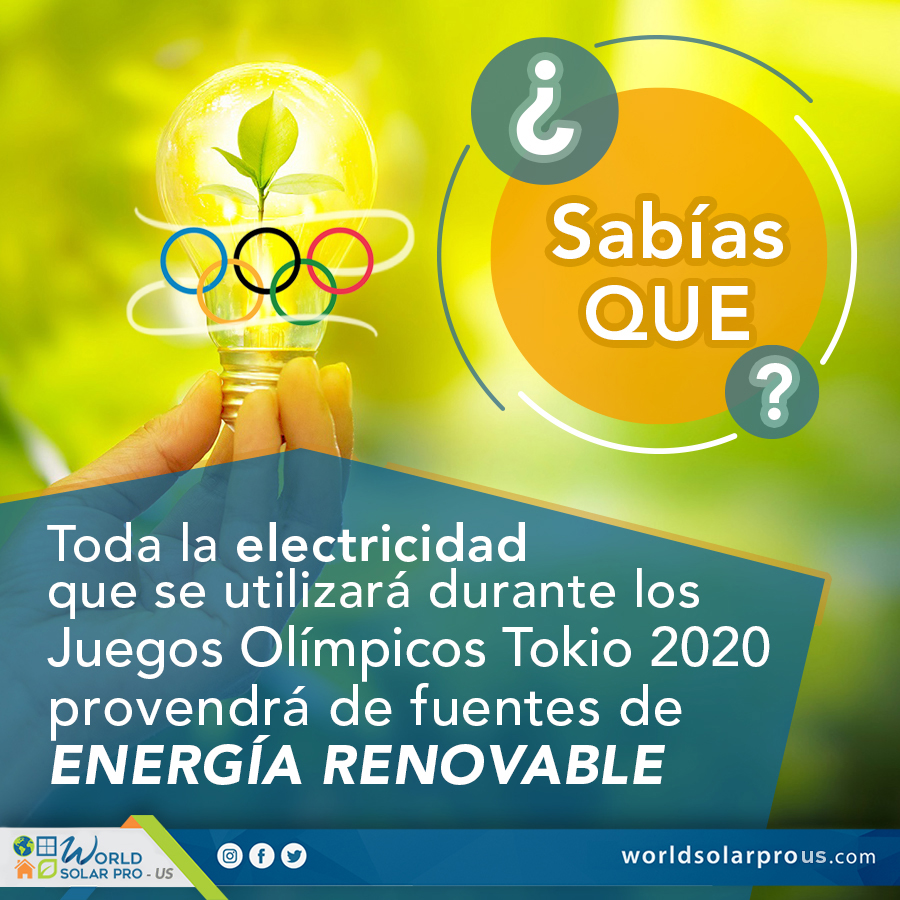 ¿
Sabías
QUE
?
Toda la electricidad
que se utilizará durante los
Juegos Olímpicos Tokio 2020
provendrá de fuentes de
ENERGÍA RENOVABLE
WORLD
SOLAR PRO - US
worldsolarprous.com